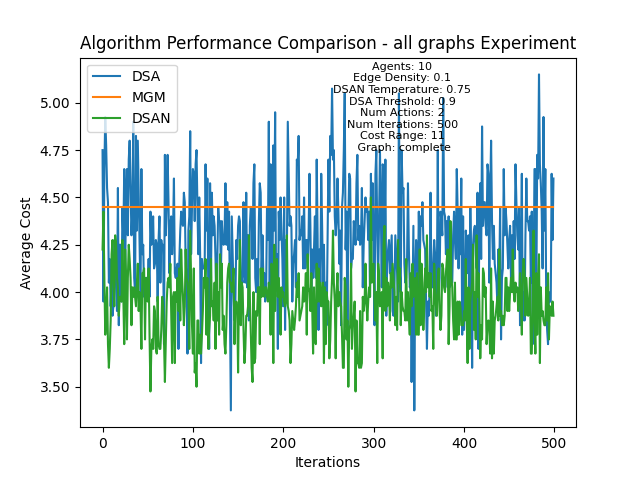 Algorithm Performance Comparison - all graphs Experiment
DSA
MGM
DSAN
Agents: 10
Edge Density: 0.1
DSAN Temperature: 0.75
DSA Threshold: 0.9
Num Actions: 2
Num Iterations: 500
Cost Range: 11
Graph: complete
Average Cost
5.00
4.75
4.50
4.25
4.00
3.75
3.50
0
100
200
300
400
500
Iterations